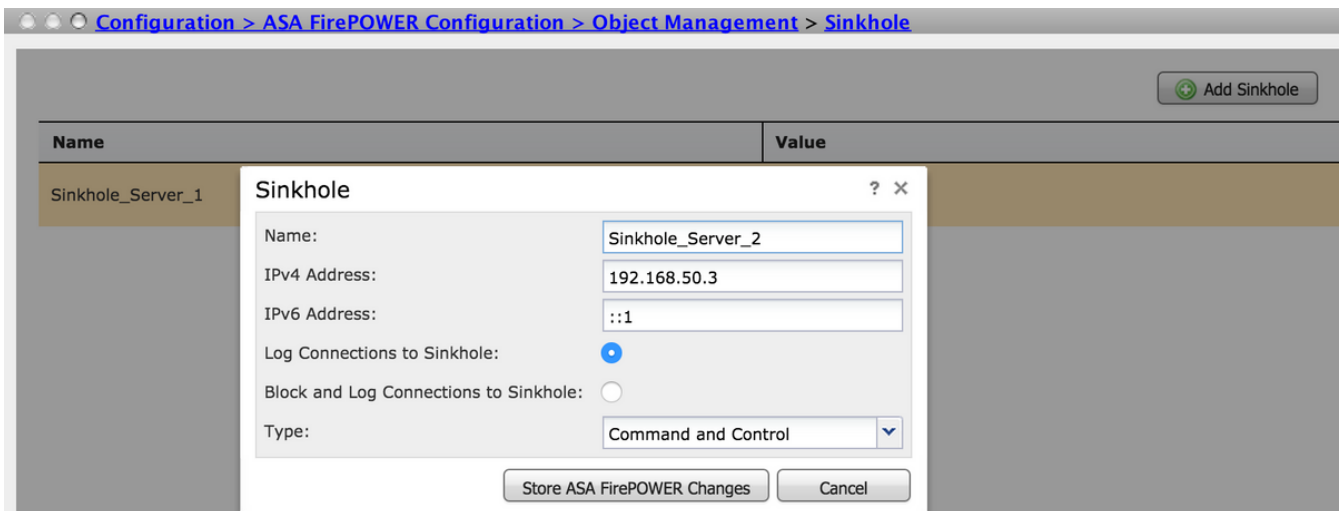 Configuration > ASA FirePOWER Configuration > Object Management > Sinkhole
Add Sinkhole
Name Value
Sinkhole_Server_1
Sinkhole ? ×
Name: Sinkhole_Server_2
IPv4 Address: 192.168.50.3
IPv6 Address: ::1
Log Connections to Sinkhole:
Block and Log Connections to Sinkhole:
Type: Command and Control
Store ASA FirePOWER Changes Cancel